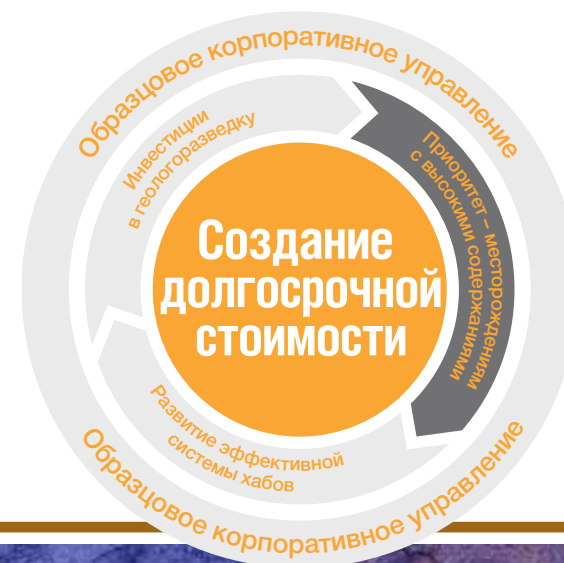 Образцовое корпоративное управление
Инвестиции
в геологоразведку
Приоритет – месторождениям
с высокими содержаниями
Создание
долгосрочной
стоимости
Развитие эффективной
системы хабов
Образцовое корпоративное управление